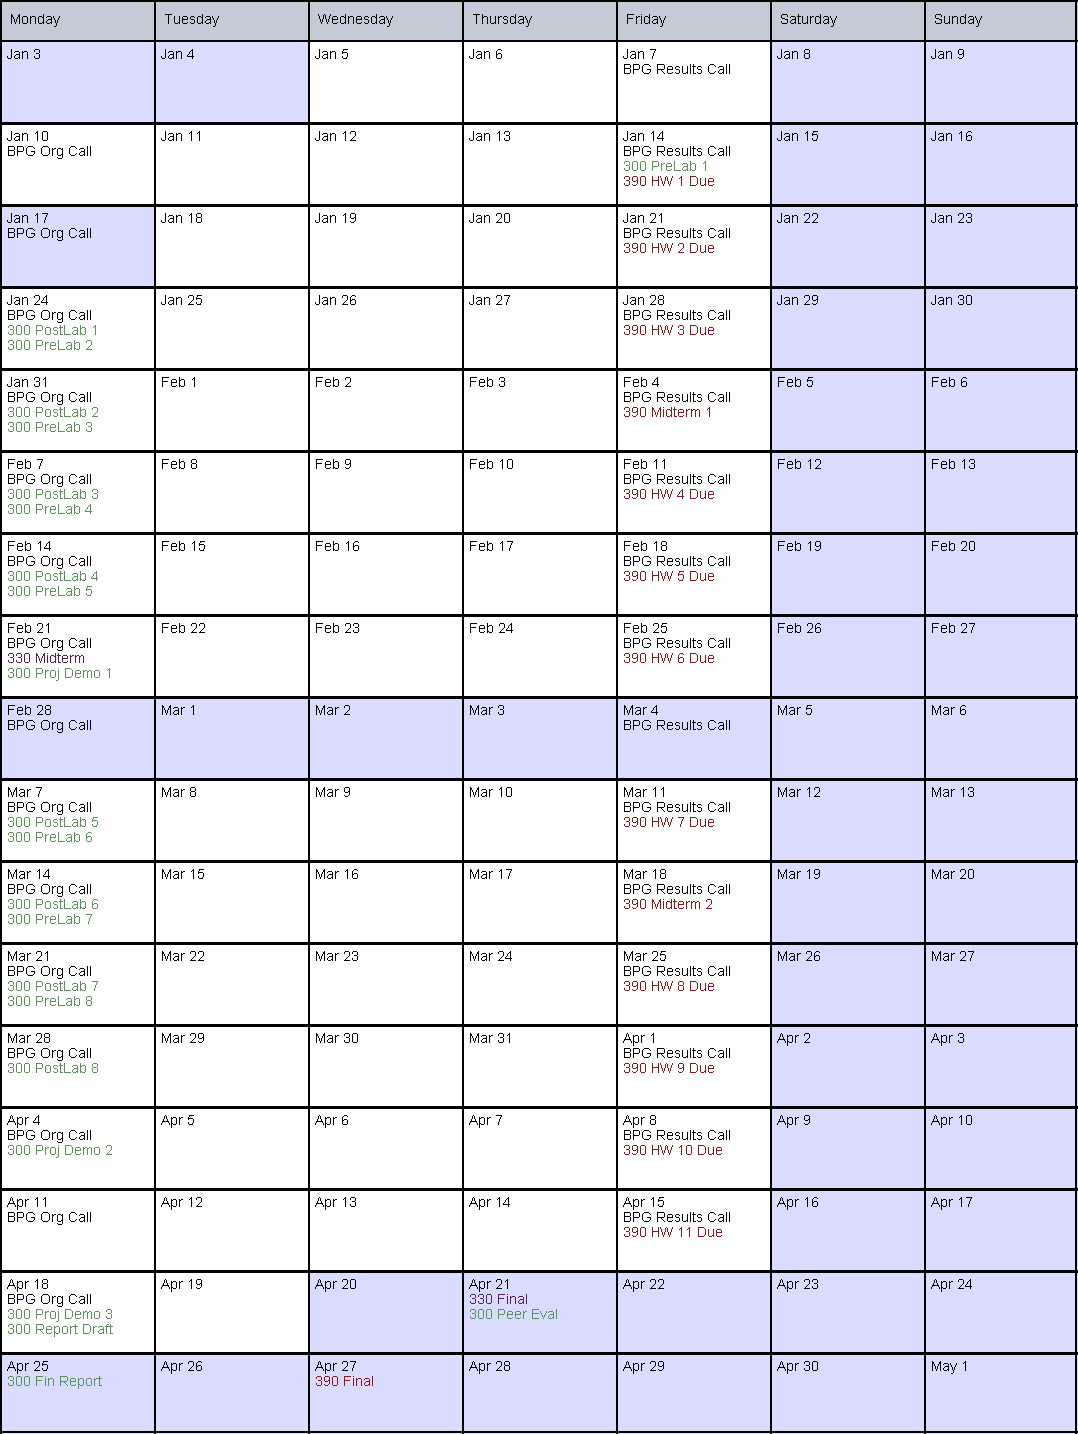 Monday
Tuesday
Wednesday
Thursday
Friday
Saturday
Sunday
Jan 3
Jan 4
Jan 5
Jan 6
Jan 7
BPG Results Call
Jan 8
Jan 9
Jan 10
BPG Org Call
Jan 11
Jan 12
Jan 13
Jan 14
BPG Results Call
300 PreLab 1
390 HW 1 Due
Jan 15
Jan 16
Jan 17
BPG Org Call
Jan 18
Jan 19
Jan 20
Jan 21
BPG Results Call
390 HW 2 Due
Jan 22
Jan 23
Jan 24
BPG Org Call
300 PostLab 1
300 PreLab 2
Jan 25
Jan 26
Jan 27
Jan 28
BPG Results Call
390 HW 3 Due
Jan 29
Jan 30
Jan 31
BPG Org Call
300 PostLab 2
300 PreLab 3
Feb 1
Feb 2
Feb 3
Feb 4
BPG Results Call
390 Midterm 1
Feb 5
Feb 6
Feb 7
BPG Org Call
300 PostLab 3
300 PreLab 4
Feb 8
Feb 9
Feb 10
Feb 11
BPG Results Call
390 HW 4 Due
Feb 12
Feb 13
Feb 14
BPG Org Call
300 PostLab 4
300 PreLab 5
Feb 15
Feb 16
Feb 17
Feb 18
BPG Results Call
390 HW 5 Due
Feb 19
Feb 20
Feb 21
BPG Org Call
330 Midterm
300 Proj Demo 1
Feb 22
Feb 23
Feb 24
Feb 25
BPG Results Call
390 HW 6 Due
Feb 26
Feb 27
Feb 28
BPG Org Call
Mar 1
Mar 2
Mar 3
Mar 4
BPG Results Call
Mar 5
Mar 6
Mar 7
BPG Org Call
300 PostLab 5
300 PreLab 6
Mar 8
Mar 9
Mar 10
Mar 11
BPG Results Call
390 HW 7 Due
Mar 12
Mar 13
Mar 14
BPG Org Call
300 PostLab 6
300 PreLab 7
Mar 15
Mar 16
Mar 17
Mar 18
BPG Results Call
390 Midterm 2
Mar 19
Mar 20
Mar 21
BPG Org Call
300 PostLab 7
300 PreLab 8
Mar 22
Mar 23
Mar 24
Mar 25
BPG Results Call
390 HW 8 Due
Mar 26
Mar 27
Mar 28
BPG Org Call
300 PostLab 8
Mar 29
Mar 30
Mar 31
Apr 1
BPG Results Call
390 HW 9 Due
Apr 2
Apr 3
Apr 4
BPG Org Call
300 Proj Demo 2
Apr 5
Apr 6
Apr 7
Apr 8
BPG Results Call
390 HW 10 Due
Apr 9
Apr 10
Apr 11
BPG Org Call
Apr 12
Apr 13
Apr 14
Apr 15
BPG Results Call
390 HW 11 Due
Apr 16
Apr 17
Apr 18
BPG Org Call
300 Proj Demo 3
300 Report Draft
Apr 19
Apr 20
Apr 21
330 Final
300 Peer Eval
Apr 22
Apr 23
Apr 24
Apr 25
300 Fin Report
Apr 26
Apr 27
390 Final
Apr 28
Apr 29
Apr 30
May 1